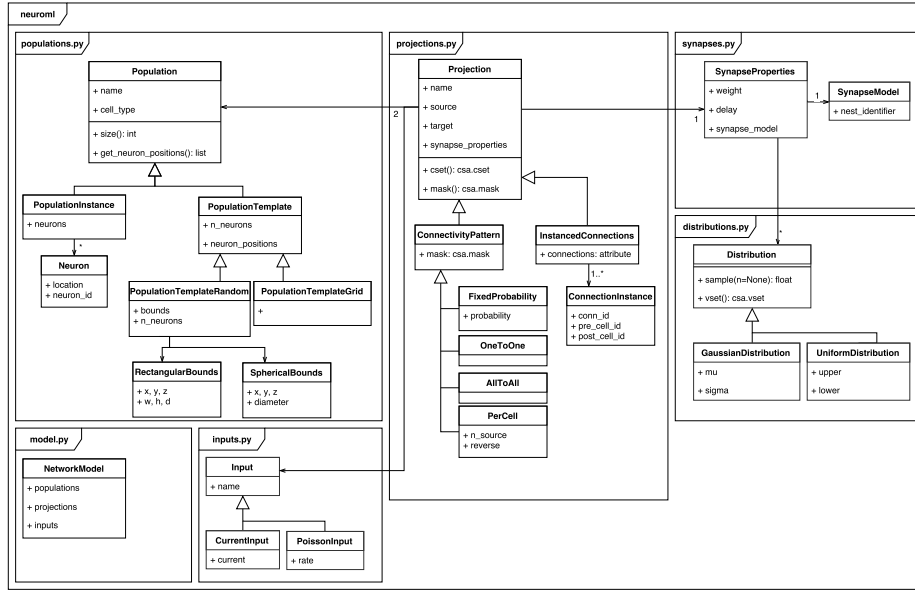 neuroml
populations.py
Population
+ name
+ cell_type
+ size(): int
+ get_neuron_positions(): list
PopulationInstance
+ neurons
*
Neuron
+ location
+ neuron_id
PopulationTemplate
+ n_neurons
+ neuron_positions
PopulationTemplateRandom
+ bounds
+ n_neurons
PopulationTemplateGrid
+
RectangularBounds
+ x, y, z
+ w, h, d
SphericalBounds
+ x, y, z
+ diameter
projections.py
Projection
+ name
+ source
+ target
+ synapse_properties
+ cset(): csa.cset
+ mask(): csa.mask
2
1
ConnectivityPattern
+ mask: csa.mask
InstancedConnections
+ connections: attribute
1..*
ConnectionInstance
+ conn_id
+ pre_cell_id
+ post_cell_id
FixedProbability
+ probability
OneToOne
AllToAll
PerCell
+ n_source
+ reverse
synapses.py
SynapseProperties
+ weight
+ delay
+ synapse_model
1
SynapseModel
+ nest_identifier
distributions.py
*
Distribution
+ sample(n=None): float
+ vset(): csa.vset
GaussianDistribution
+ mu
+ sigma
UniformDistribution
+ upper
+ lower
model.py
NetworkModel
+ populations
+ projections
+ inputs
inputs.py
Input
+ name
CurrentInput
+ current
PoissonInput
+ rate